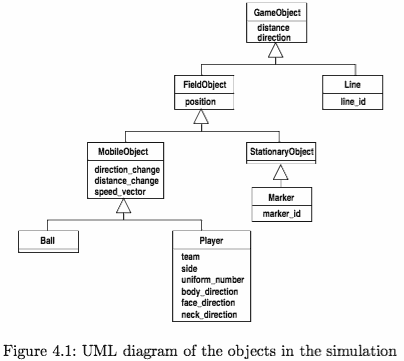 GameObject
distance
direction
FieldObject
position
Line
line_id
MobileObject
direction_change
distance_change
speed_vector
StationaryObject
Marker
marker_id
Ball
Player
team
side
uniform_number
body_direction
face_direction
neck_direction
Figure 4.1: UML diagram of the objects in the simulation